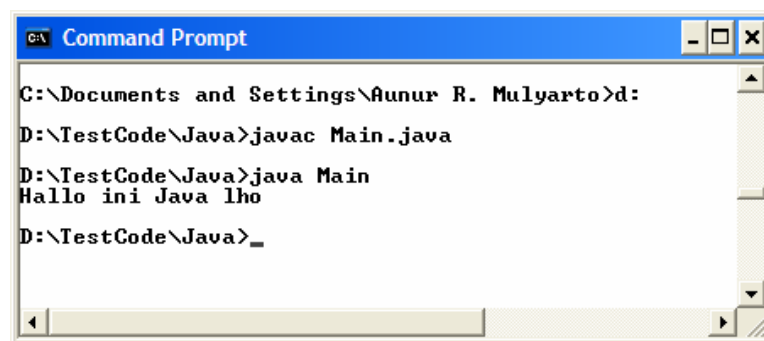 Command Prompt
C:\Documents and Settings\Aunur R. Mulyarto>d:
D:\TestCode\Java>javac Main.java
D:\TestCode\Java>java Main
Hallo ini Java lho
D:\TestCode\Java>_